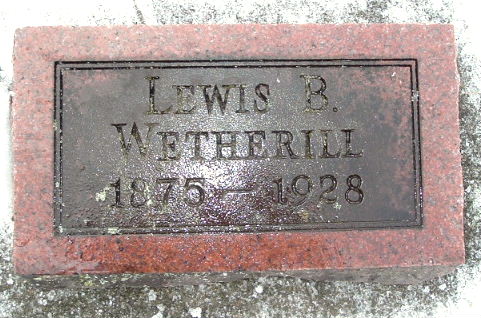 LEWIS B.
WETHERILL
1875 – 1928